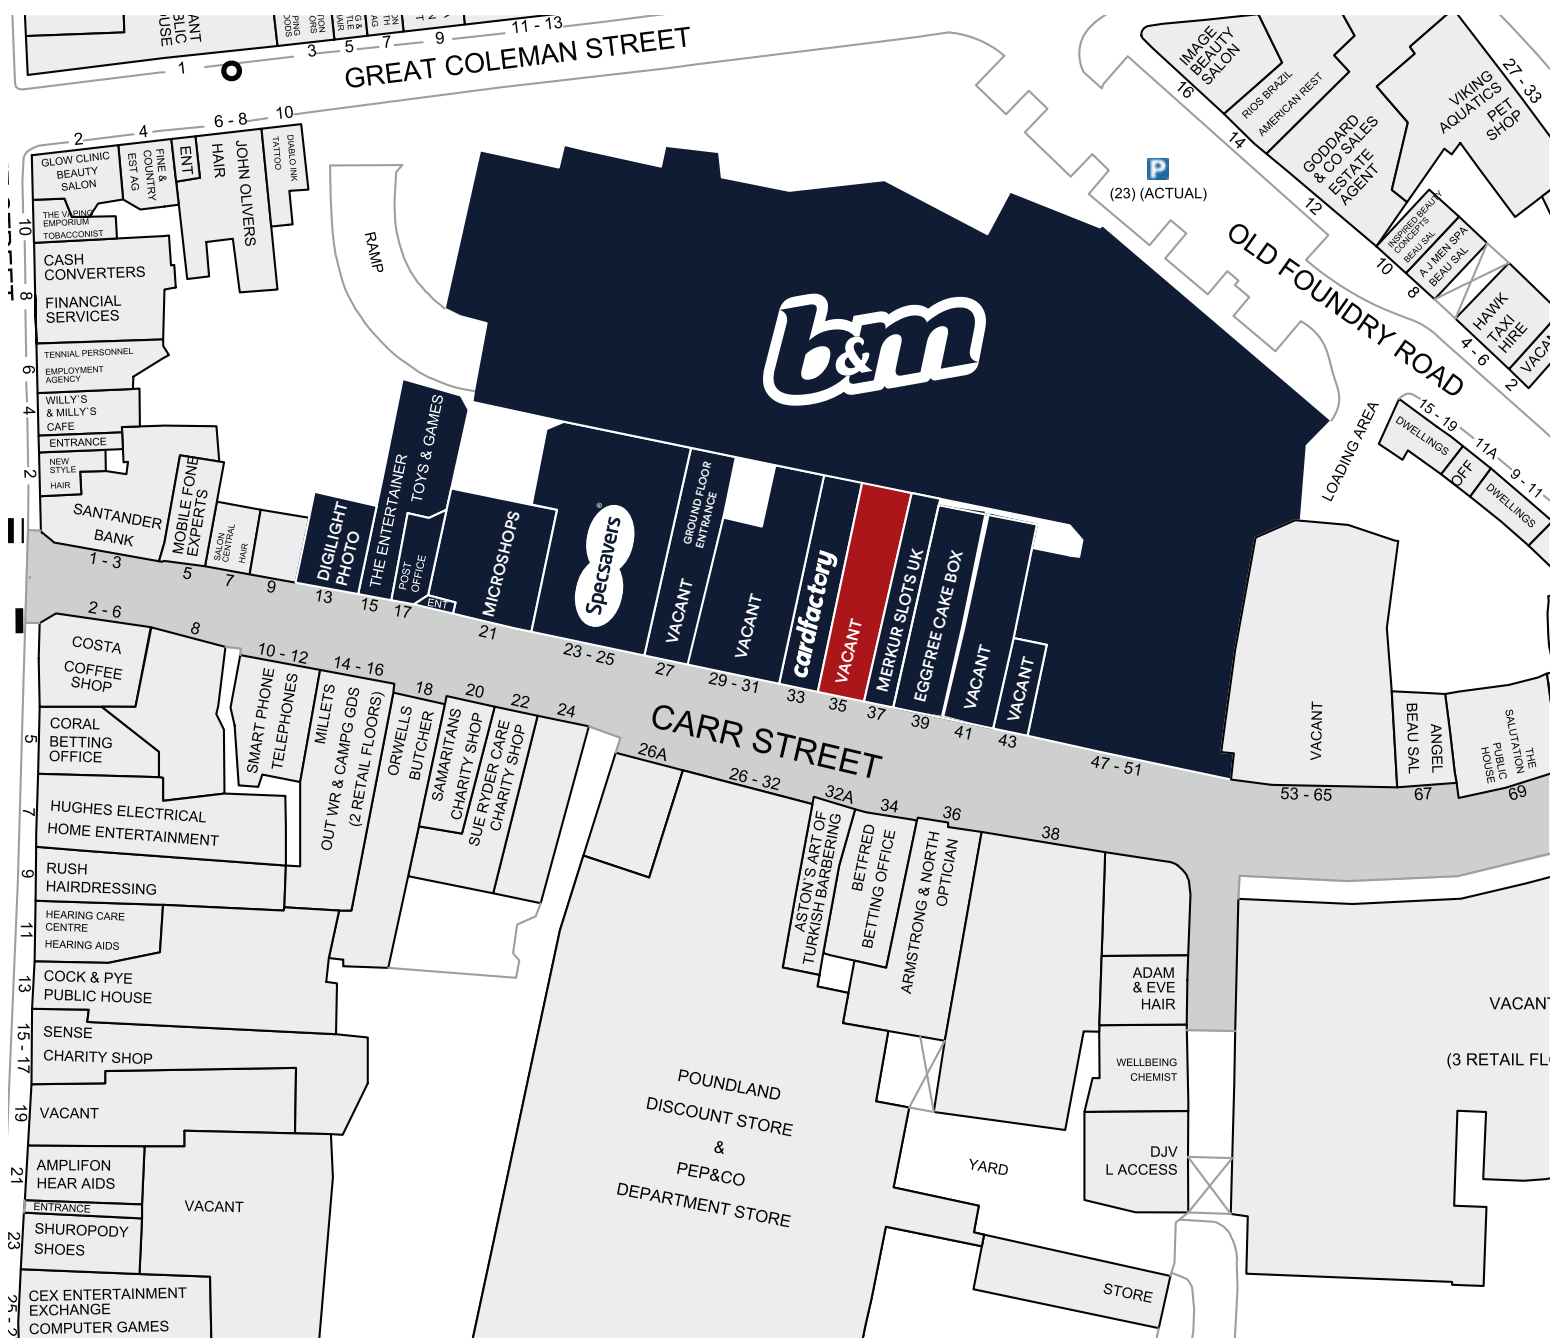 11 - 13
9
7
5
3
1
GREAT COLEMAN STREET
10
6 - 8
4
2
GLOW CLINIC
BEAUTY
SALON
FINE &
COUNTRY
EST AG
ENT
HAIR
JOHN OLIVERS
DIABLO INK
TATTOO
THE VAPING
EMPORIUM
TOBACCONIST
10
CASH
CONVERTERS
FINANCIAL
SERVICES
8
TENNIAL PERSONNEL
EMPLOYMENT
AGENCY
6
WILLY`S
& MILLY`S
CAFE
4
ENTRANCE
NEW
STYLE
HAIR
2
SANTANDER
BANK
1 - 3
MOBILE FONE
EXPERTS
5
SALON
CENTRAL
HAIR
7
9
RAMP
b&m
DIGILIGHT
PHOTO
13
THE ENTERTAINER
TOYS & GAMES
15
POST
OFFICE
17
ENT
MICROSHOPS
21
Specsavers
®
23 - 25
GROUND FLOOR
ENTRANCE
VACANT
27
VACANT
29 - 31
cardfactory
33
VACANT
35
MERKUR SLOTS UK
37
EGGFREE CAKE BOX
39
VACANT
41
VACANT
43
47 - 51
VACANT
53 - 65
ANGEL
BEAU SAL
67
THE
SALUTATION
PUBLIC
HOUSE
69
CARR STREET
P
(23) (ACTUAL)
OLD FOUNDRY ROAD
LOADING AREA
IMAGE
BEAUTY
SALON
16
RIOS BRAZIL
AMERICAN REST
14
GODDARD
& CO SALES
ESTATE
AGENT
12
VIKING
AQUATICS
PET
SHOP
27 - 33
INSPIRED BEAUTY
CONCEPTS
BEAU SAL
10
A J MEN SPA
BEAU SAL
8
HAWK
TAXI
HIRE
4 - 6
2
15 - 19
11A
9 - 11
DWELLINGS
OFF
DWELLINGS
2 - 6
COSTA
COFFEE
SHOP
8
CORAL
BETTING
OFFICE
5
10 - 12
SMART PHONE
TELEPHONES
14 - 16
MILLETS
OUT WR & CAMPG GDS
(2 RETAIL FLOORS)
18
ORWELLS
BUTCHER
20
SAMARITANS
CHARITY SHOP
22
SUE RYDER CARE
CHARITY SHOP
24
26A
26 - 32
32A
ASTON`S ART OF
TURKISH BARBERING
34
BETFRED
BETTING OFFICE
36
ARMSTRONG & NORTH
OPTICIAN
38
HUGHES ELECTRICAL
HOME ENTERTAINMENT
7
RUSH
HAIRDRESSING
9
HEARING CARE
CENTRE
HEARING AIDS
11
COCK & PYE
PUBLIC HOUSE
13
SENSE
CHARITY SHOP
15 - 17
VACANT
19
AMPLIFON
HEAR AIDS
21
VACANT
ENTRANCE
SHUROPODY
SHOES
23
CEX ENTERTAINMENT
EXCHANGE
COMPUTER GAMES
POUNDLAND
DISCOUNT STORE
&
PEP&CO
DEPARTMENT STORE
ADAM
& EVE
HAIR
WELLBEING
CHEMIST
DJV
L ACCESS
YARD
STORE
VACANT
(3 RETAIL FL